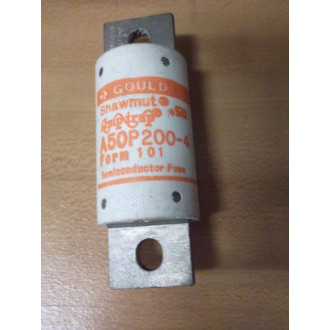 GOULD
Shawmut
Amp-trap
A50P200-4
Form 101
Semiconductor Fuse